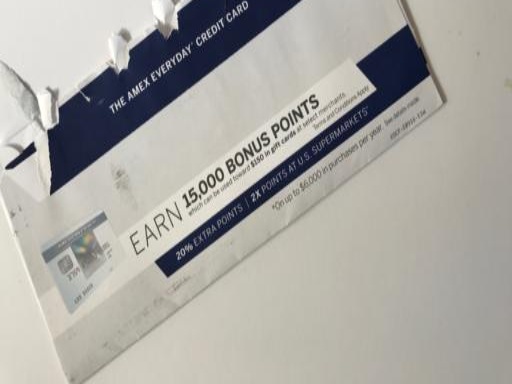 THE AMEX EVERYDAY® CREDIT CARD
EARN 15,000 BONUS POINTS
which can be used toward $150 in gift cards at select merchants.
Terms and Conditions Apply
20% EXTRA POINTS | 2X POINTS AT U.S. SUPERMARKETS*
*On up to $6,000 in purchases per year. See details inside.